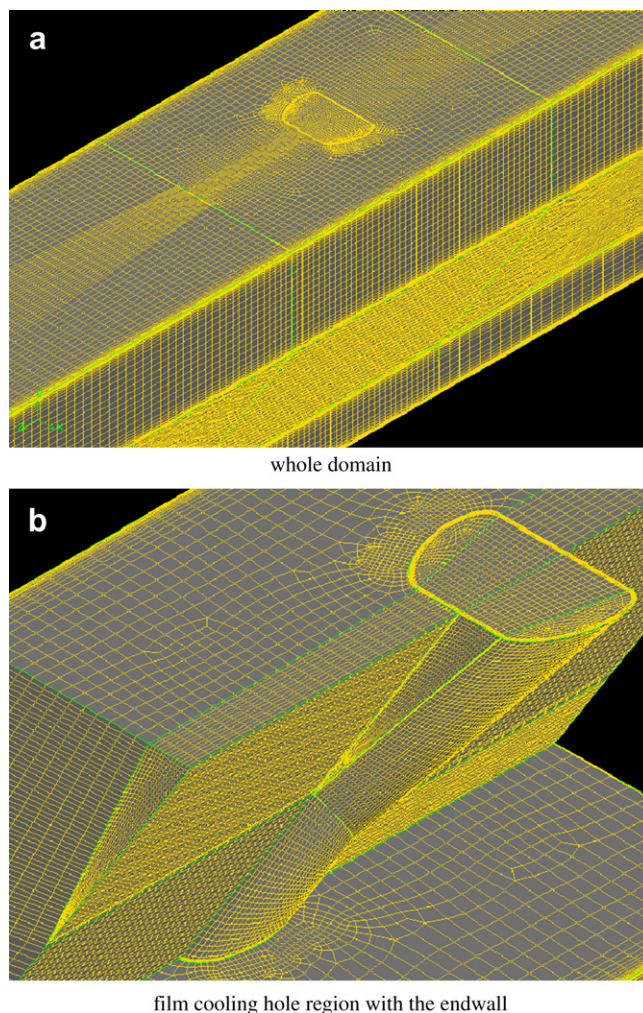 a
whole domain
b
film cooling hole region with the endwall